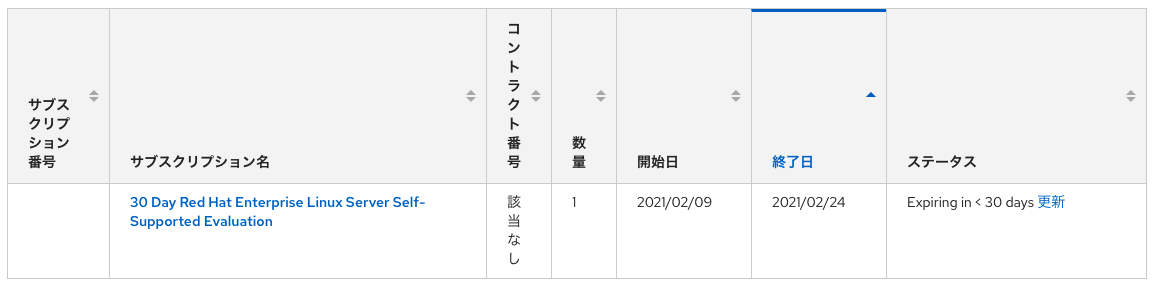 サブス
クリプ
ション
番号
サブスクリプション名
コントラクト番号
数
量
開始日
終了日
ステータス
30 Day Red Hat Enterprise Linux Server Self-
Supported Evaluation
該
当
な
し
1
2021/02/09
2021/02/24
Expiring in < 30 days 更新